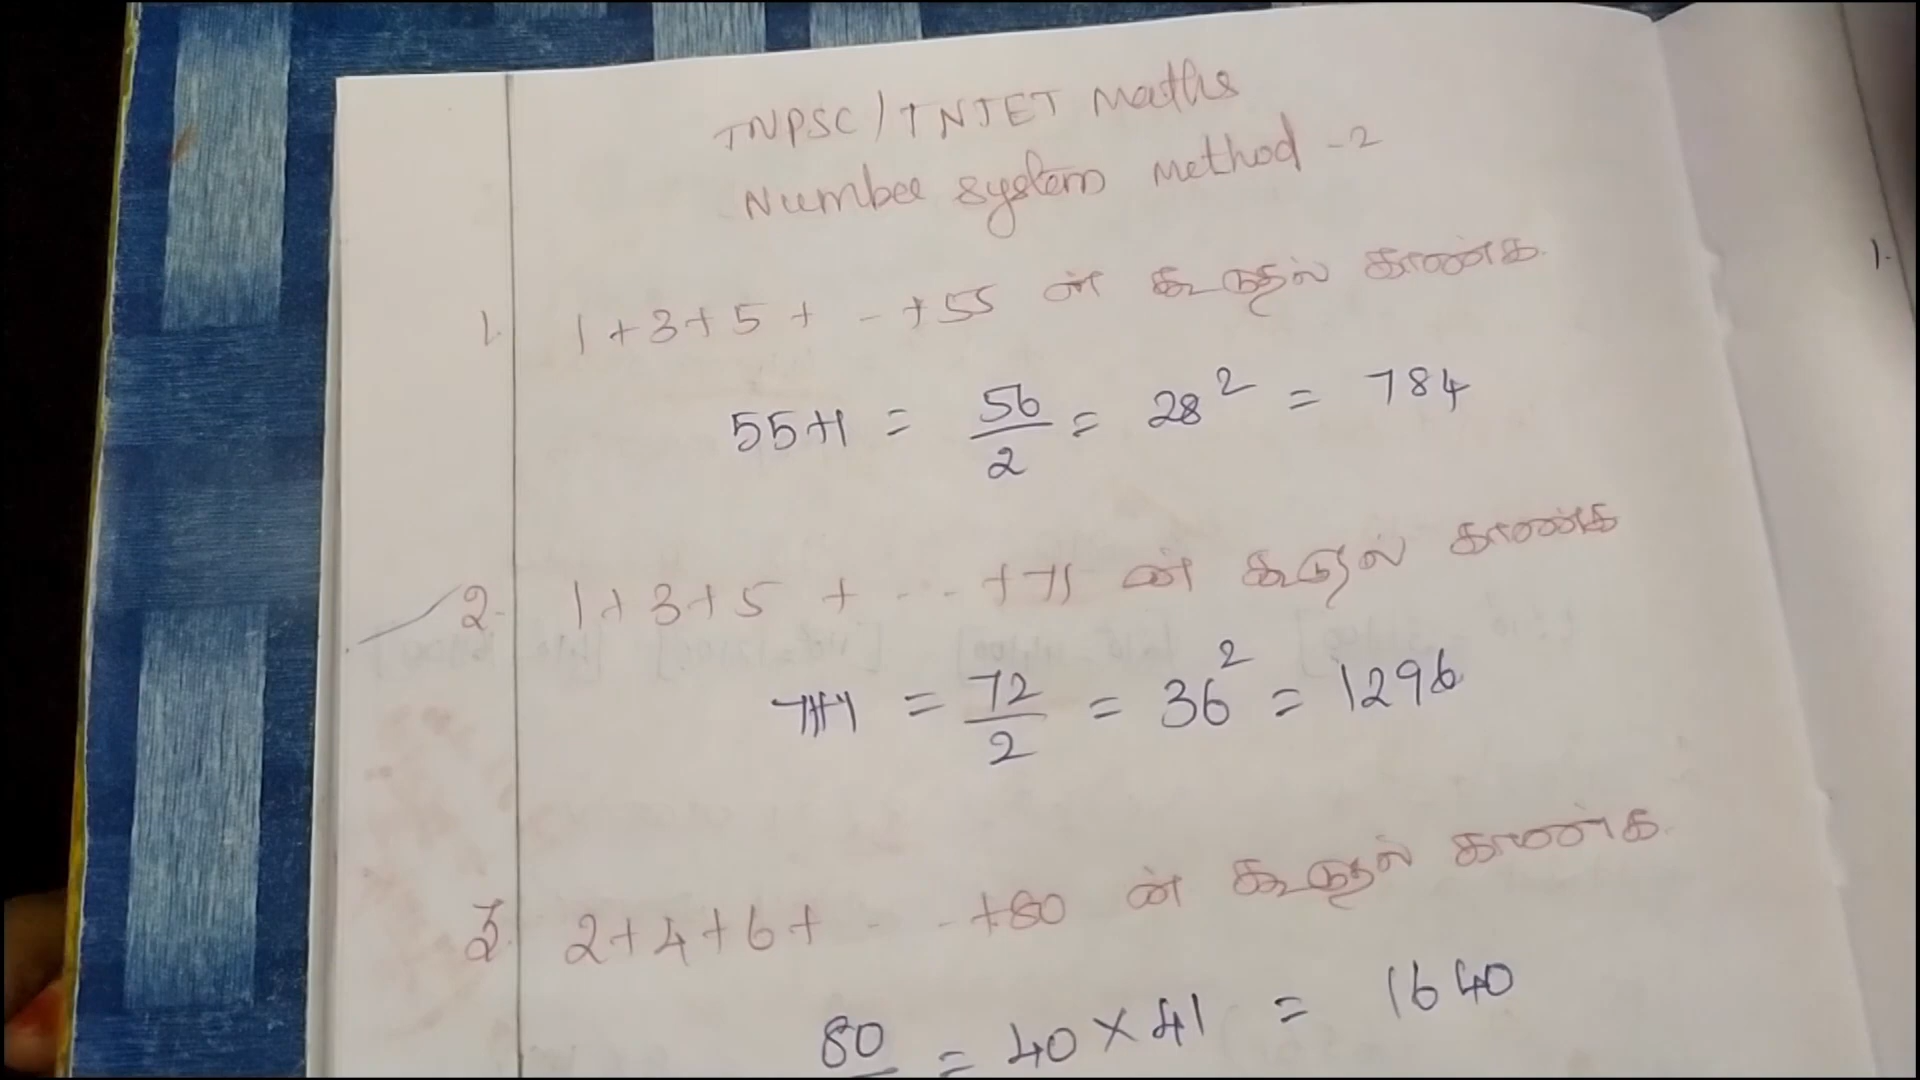 TNPSC / TNTET Maths
Number system Method - 2
1. 1+3+5+ - +55 ன் கூடுதல் காண்க.
55+1 = 56/2 = 28² = 784
2. 1+3+5 + ... +71 ன் கூடுதல் காண்க
71+1 = 72/2 = 36² = 1296
3. 2+4+6+ - - +80 ன் கூடுதல் காண்க.
80 = 40 × 41 = 1640
1.